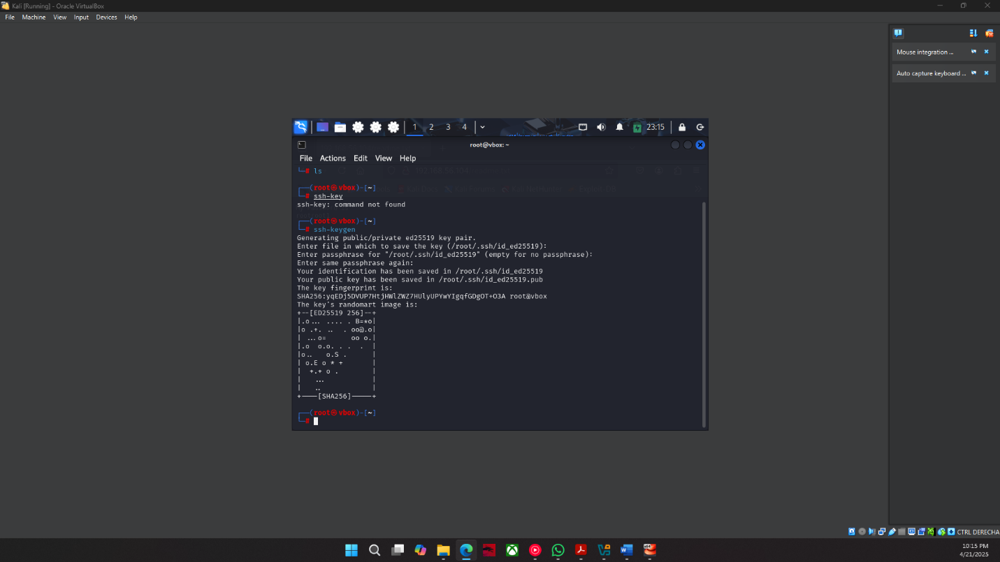 Kali [Running] - Oracle VirtualBox
File Machine View Input Devices Help
Mouse integration ...
Auto capture keyboard ...
1 2 3 4 23:15
root@vbox: ~
File Actions Edit View Help
└─# ls
┌──(root㉿vbox)-[~]
└─# ssh-key
ssh-key: command not found
┌──(root㉿vbox)-[~]
└─# ssh-keygen
Generating public/private ed25519 key pair.
Enter file in which to save the key (/root/.ssh/id_ed25519):
Enter passphrase for "/root/.ssh/id_ed25519" (empty for no passphrase):
Enter same passphrase again:
Your identification has been saved in /root/.ssh/id_ed25519
Your public key has been saved in /root/.ssh/id_ed25519.pub
The key fingerprint is:
SHA256:yqEDj5DVUP7HtjHWlZWZ7HUlyUPYwYIgqfGDgOT+O3A root@vbox
The key's randomart image is:
+--[ED25519 256]--+
|.o... .... . B=*o|
|o .+. ..  . oo@.o|
| ...o=      oo o.|
|.o  o.o. . .  .  |
|o..   o.S .      |
| o.E o * +       |
|  +.+ o .        |
|   ...           |
|   ..            |
+----[SHA256]-----+
┌──(root㉿vbox)-[~]
└─#
CTRL DERECHA
10:15 PM
4/21/2025